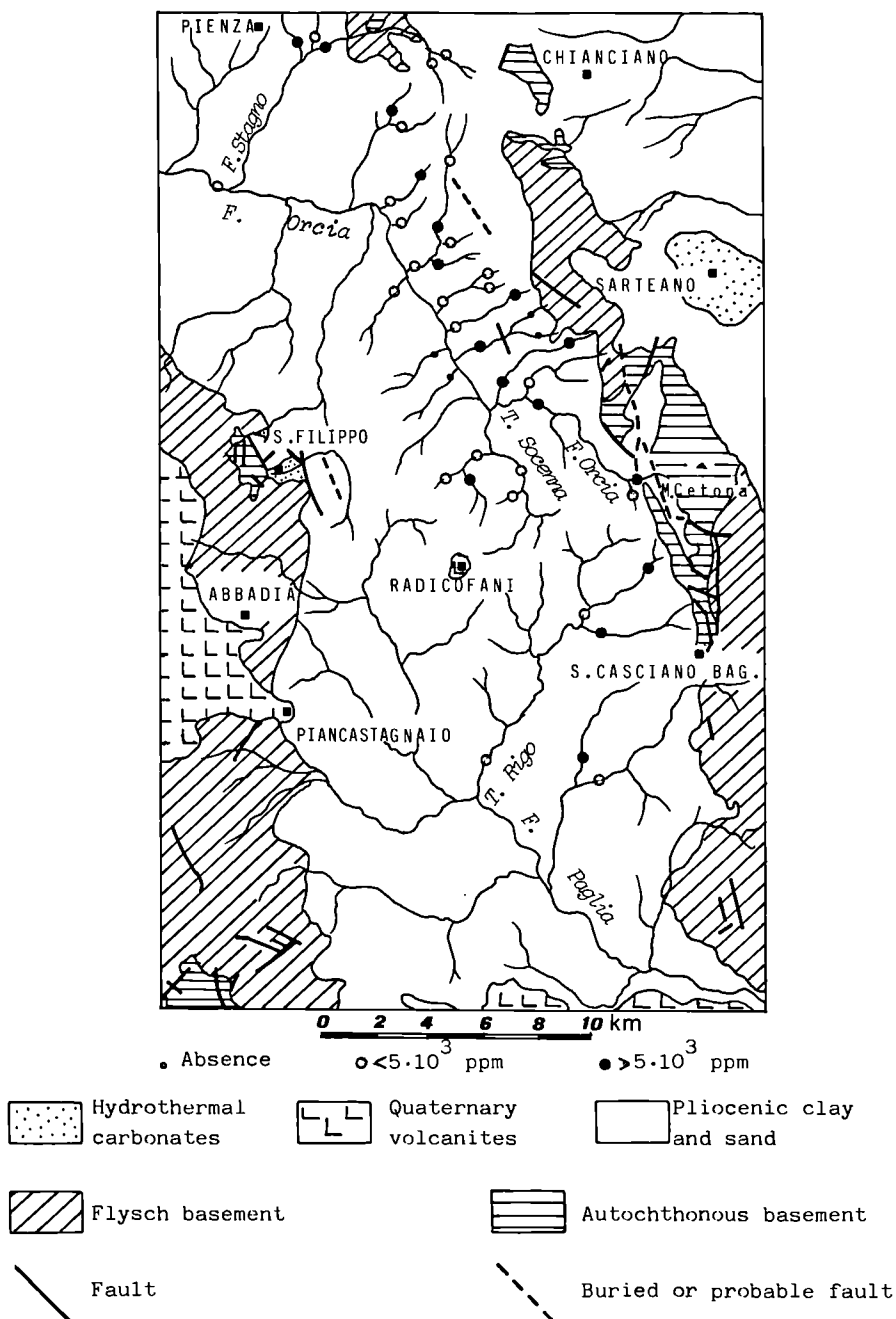 PIENZA
CHIANCIANO
F. Stagno
F. Orcia
SARTEANO
S. FILIPPO
T. Socenna
F. Orcia
M. Cetona
RADICOFANI
ABBADIA
S. CASCIANO BAG.
PIANCASTAGNAIO
T. Rigo
F. Paglia
0 2 4 6 8 10 km
Absence <5·10³ ppm >5·10³ ppm
Hydrothermal carbonates
Quaternary volcanites
Pliocenic clay and sand
Flysch basement
Autochthonous basement
Fault
Buried or probable fault